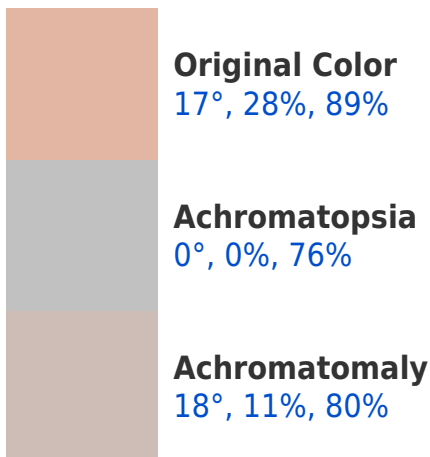 Original Color
17°, 28%, 89%
Achromatopsia
0°, 0%, 76%
Achromatomaly
18°, 11%, 80%